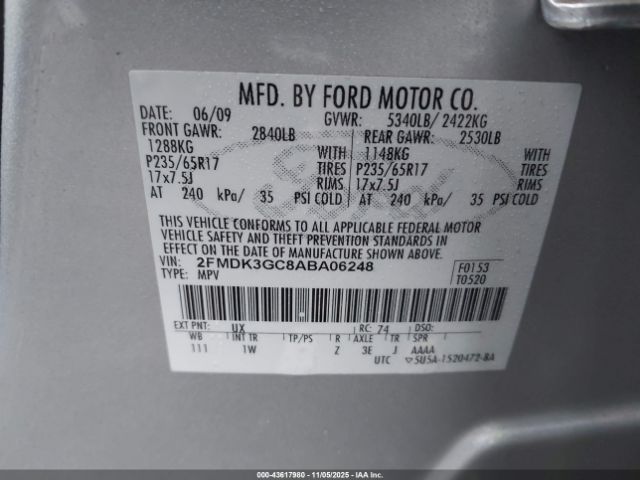 MFD. BY FORD MOTOR CO.
DATE: 06/09 GVWR: 5340LB/ 2422KG
FRONT GAWR: 2840LB REAR GAWR: 2530LB
1288KG WITH 1148KG WITH
P235/65R17 TIRES P235/65R17 TIRES
17x7.5J RIMS 17x7.5J RIMS
AT 240 kPa/ 35 PSI COLD AT 240 kPa/ 35 PSI COLD
THIS VEHICLE CONFORMS TO ALL APPLICABLE FEDERAL MOTOR
VEHICLE SAFETY AND THEFT PREVENTION STANDARDS IN
EFFECT ON THE DATE OF MANUFACTURE SHOWN ABOVE.
VIN: 2FMDK3GC8ABA06248 F0153
TYPE: MPV T0520
EXT PNT: UX RC: 74 DSO:
WB INT TR TP/PS R AXLE TR SPR
111 1W Z 3E J AAAA
UTC ▽5U5A-1520472-BA
000-43617980 - 11/05/2025 - IAAI.COM